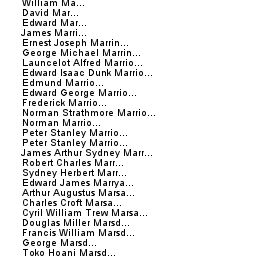 William Ma...
David Mar...
Edward Mar...
James Marri...
Ernest Joseph Marrin...
George Michael Marrin...
Launcelot Alfred Marrio...
Edward Isaac Dunk Marrio...
Edmund Marrio...
Edward George Marrio...
Frederick Marrio...
Norman Strathmore Marrio...
Norman Marrio...
Peter Stanley Marrio...
Peter Stanley Marrio...
James Arthur Sydney Marr...
Robert Charles Marr...
Sydney Herbert Marr...
Edward James Marrya...
Arthur Augustus Marsa...
Charles Croft Marsa...
Cyril William Trew Marsa...
Douglas Miller Marsd...
Francis William Marsd...
George Marsd...
Toko Hoani Marsd...